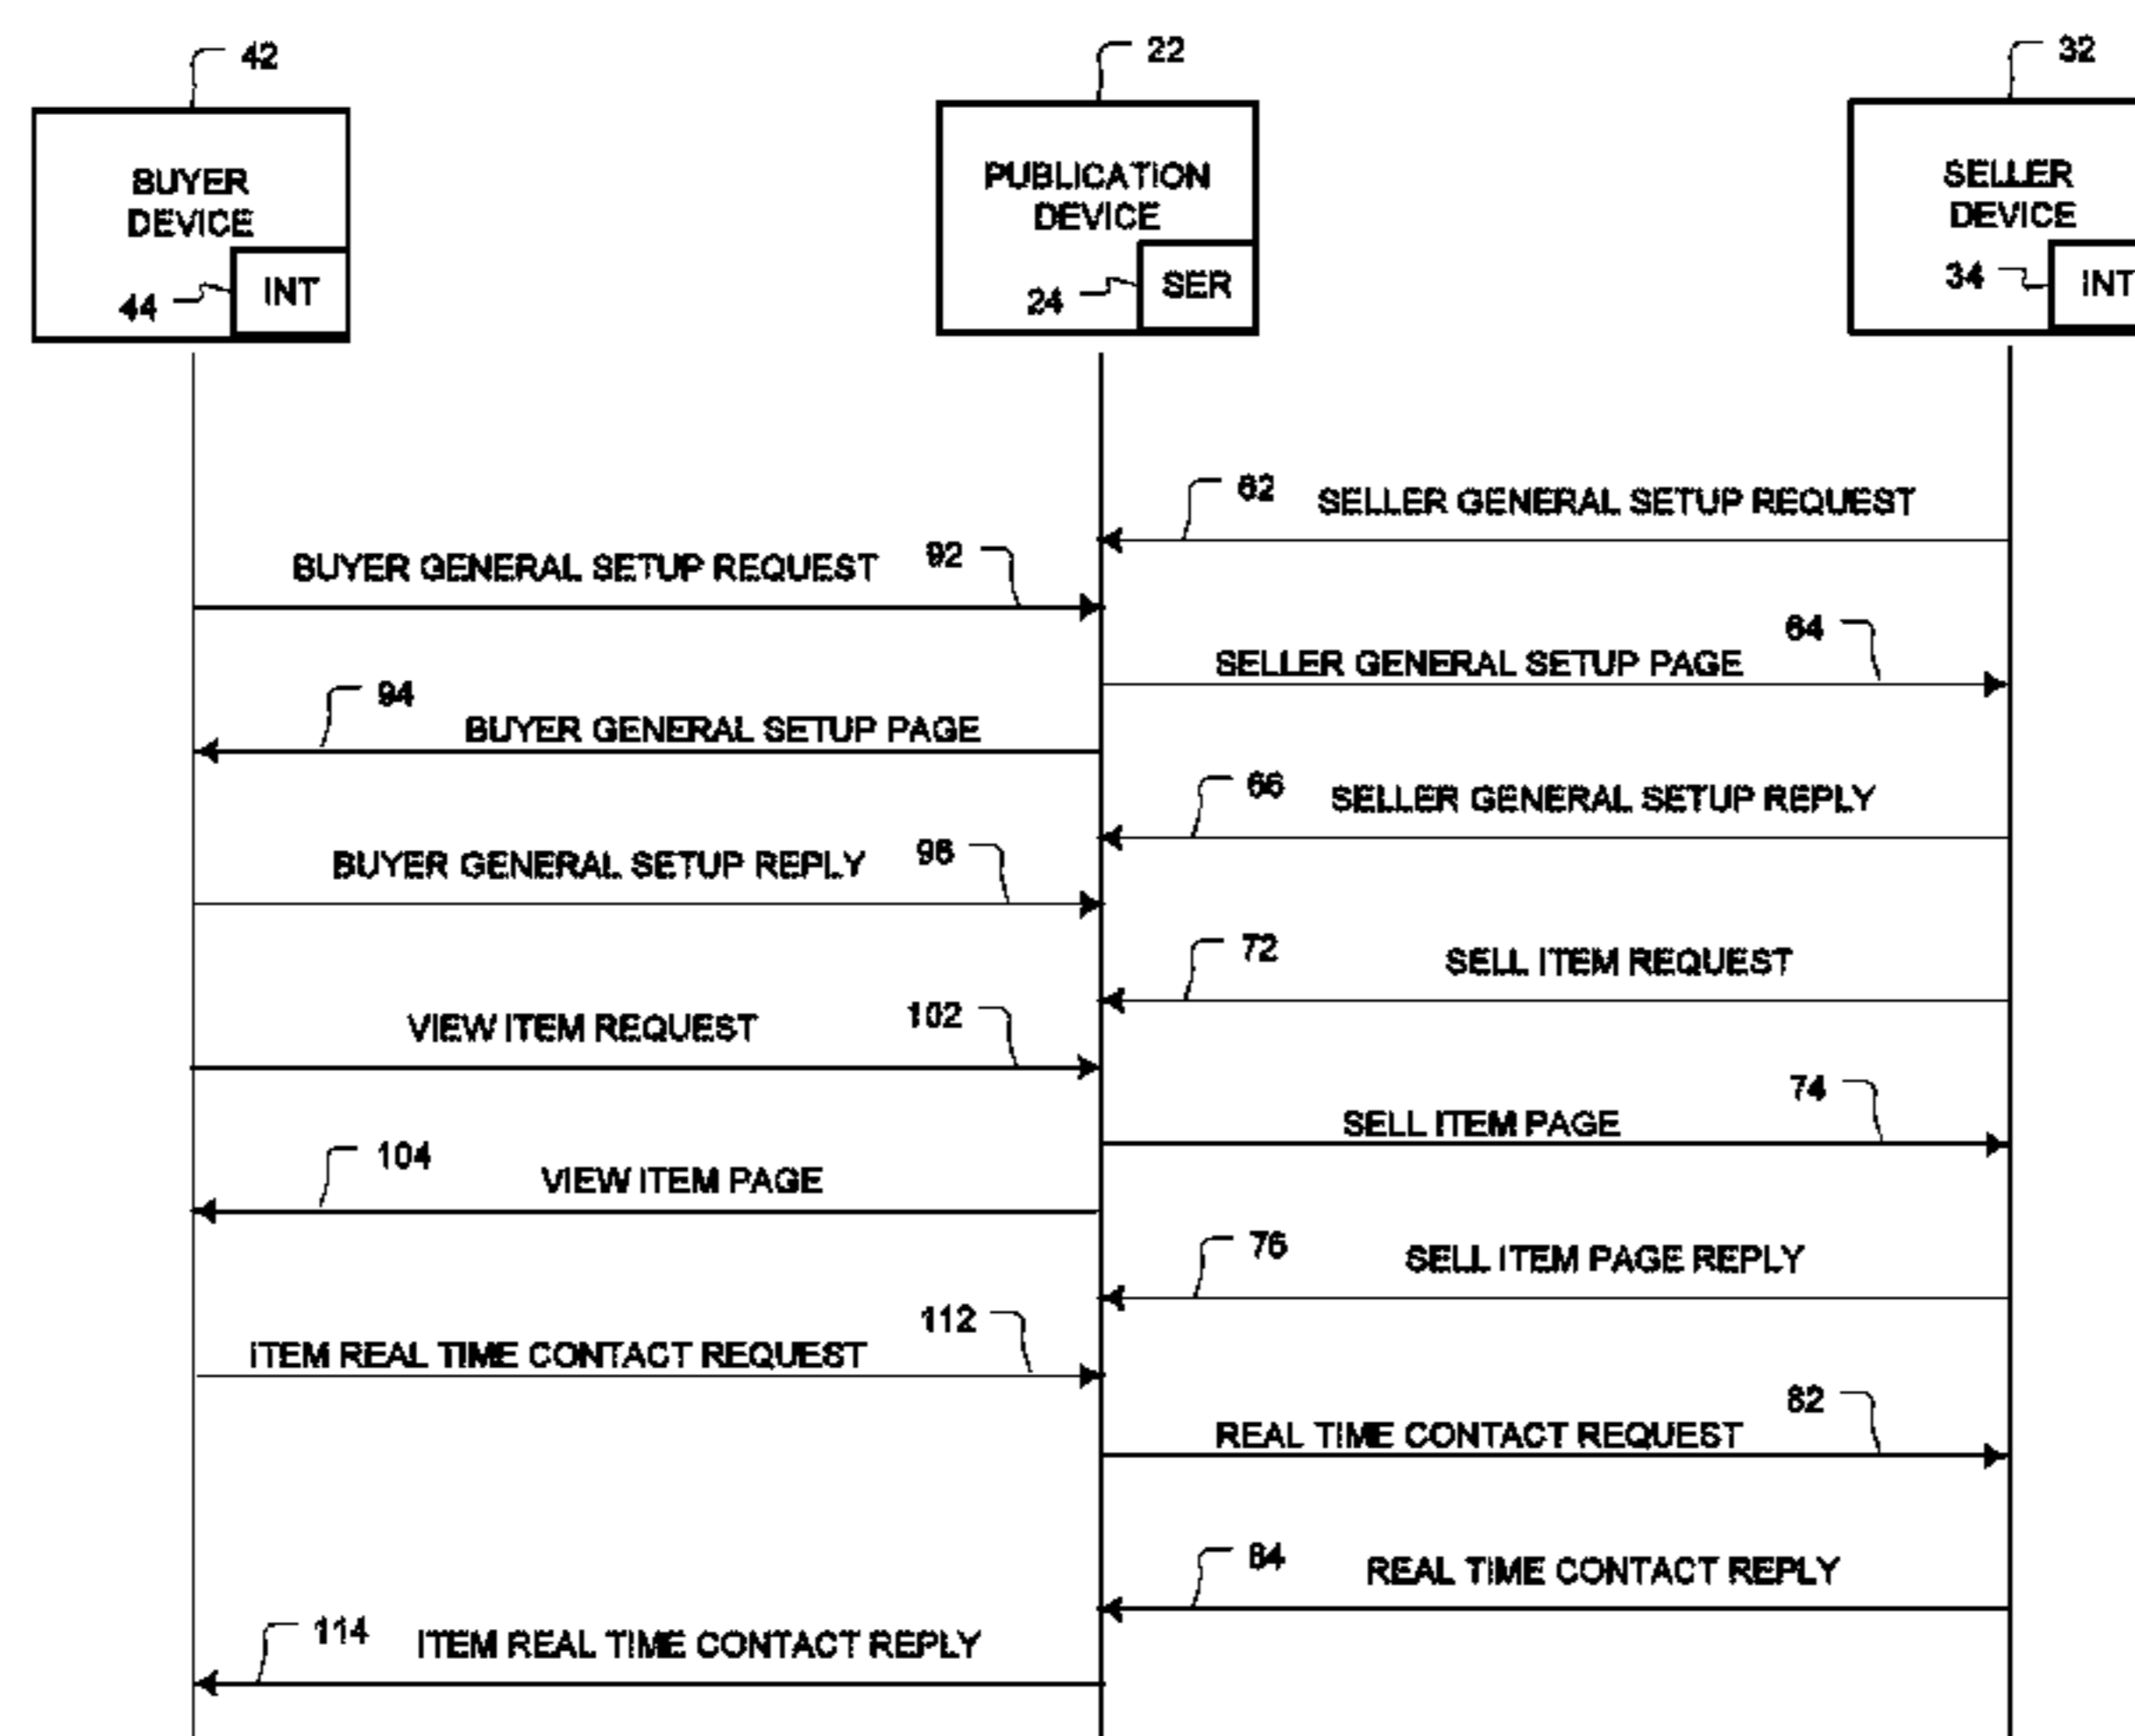 42
22
32
BUYER
DEVICE
PUBLICATION
DEVICE
SELLER
DEVICE
44
INT
24
SER
34
INT
62
SELLER GENERAL SETUP REQUEST
BUYER GENERAL SETUP REQUEST
92
64
SELLER GENERAL SETUP PAGE
94
BUYER GENERAL SETUP PAGE
66
SELLER GENERAL SETUP REPLY
BUYER GENERAL SETUP REPLY
96
72
SELL ITEM REQUEST
VIEW ITEM REQUEST
102
74
SELL ITEM PAGE
104
VIEW ITEM PAGE
76
SELL ITEM PAGE REPLY
112
ITEM REAL TIME CONTACT REQUEST
82
REAL TIME CONTACT REQUEST
84
REAL TIME CONTACT REPLY
114
ITEM REAL TIME CONTACT REPLY